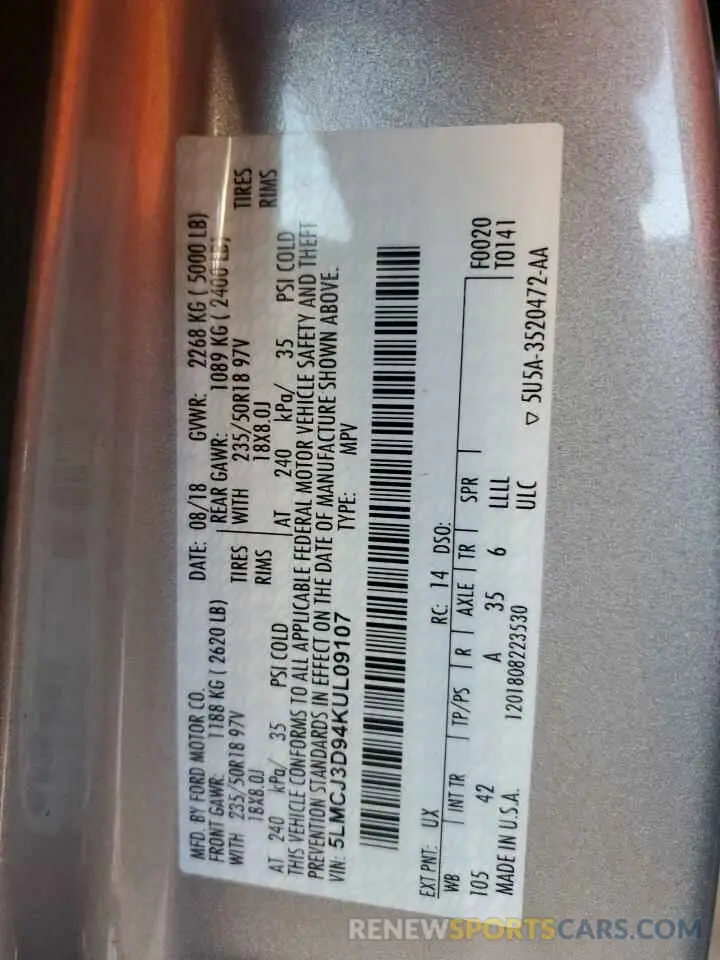 MFD. BY FORD MOTOR CO.
DATE: 08/18 GVWR: 2268 KG ( 5000 LB)
FRONT GAWR: 1188 KG ( 2620 LB) REAR GAWR: 1089 KG ( 2400 LB)
WITH 235/50R18 97V TIRES WITH 235/50R18 97V TIRES
18X8.0J RIMS 18X8.0J RIMS
AT 240 kPa/ 35 PSI COLD AT 240 kPa/ 35 PSI COLD
THIS VEHICLE CONFORMS TO ALL APPLICABLE FEDERAL MOTOR VEHICLE SAFETY AND THEFT
PREVENTION STANDARDS IN EFFECT ON THE DATE OF MANUFACTURE SHOWN ABOVE.
VIN: 5LMCJ3D94KUL09107 TYPE: MPV
EXT PNT: UX RC: 14 DSO:
WB INT TR TP/PS R AXLE TR SPR F0020
105 42 A 35 6 LLLL T0141
MADE IN U.S.A. 1201808223530 ULC
▽ 5U5A-3520472-AA
RENEWSPORTSCARS.COM